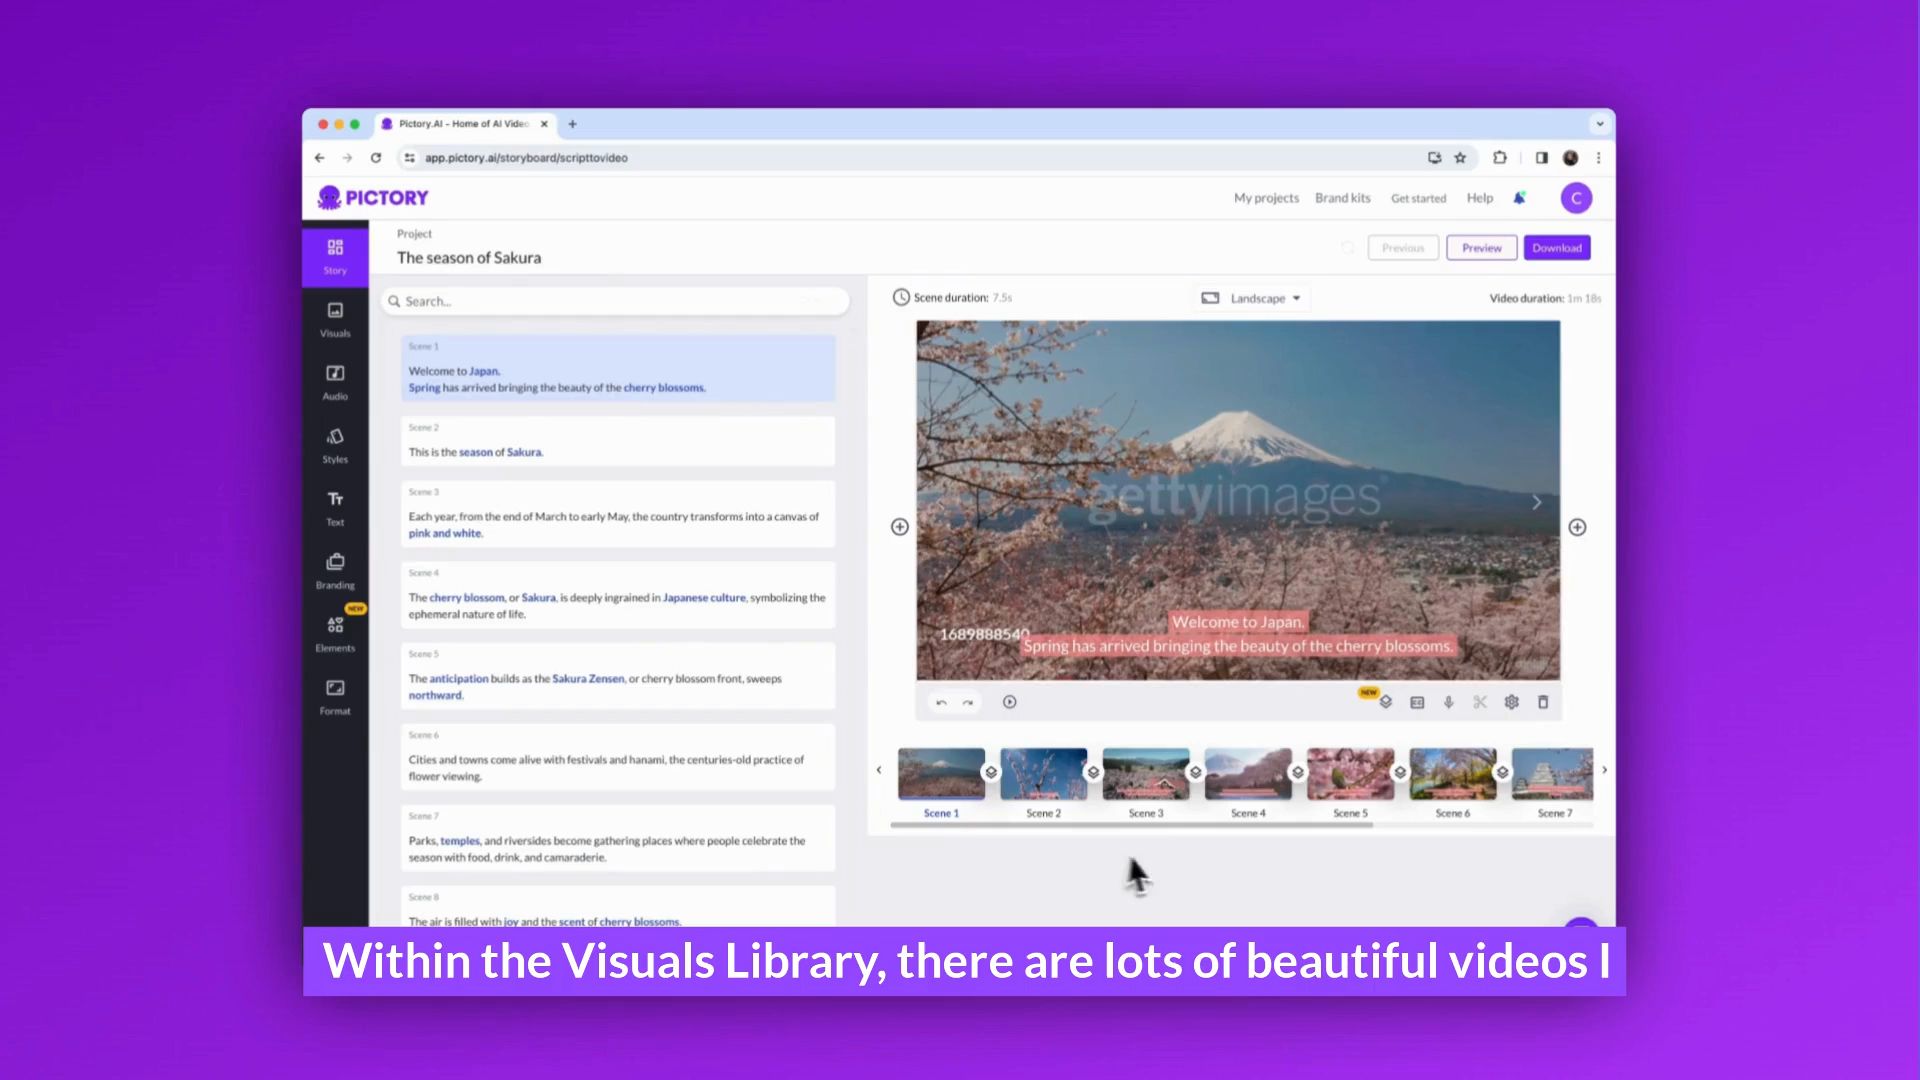 Pictory.AI - Home of AI Video
app.pictory.ai/storyboard/scripttovideo
PICTORY
My projects
Brand kits
Get started
Help
C
Project
The season of Sakura
Previous
Preview
Download
Story
Visuals
Audio
Styles
Text
Branding
NEW
Elements
Format
Search...
Scene 1
Welcome to Japan.
Spring has arrived bringing the beauty of the cherry blossoms.
Scene 2
This is the season of Sakura.
Scene 3
Each year, from the end of March to early May, the country transforms into a canvas of
pink and white.
Scene 4
The cherry blossom, or Sakura, is deeply ingrained in Japanese culture, symbolizing the
ephemeral nature of life.
Scene 5
The anticipation builds as the Sakura Zensen, or cherry blossom front, sweeps
northward.
Scene 6
Cities and towns come alive with festivals and hanami, the centuries-old practice of
flower viewing.
Scene 7
Parks, temples, and riversides become gathering places where people celebrate the
season with food, drink, and camaraderie.
Scene 8
The air is filled with joy and the scent of cherry blossoms.
Scene duration: 7.5s
Landscape
Video duration: 1m 18s
gettyimages
Welcome to Japan.
1689888540
Spring has arrived bringing the beauty of the cherry blossoms.
NEW
Scene 1
Scene 2
Scene 3
Scene 4
Scene 5
Scene 6
Scene 7
Within the Visuals Library, there are lots of beautiful videos I